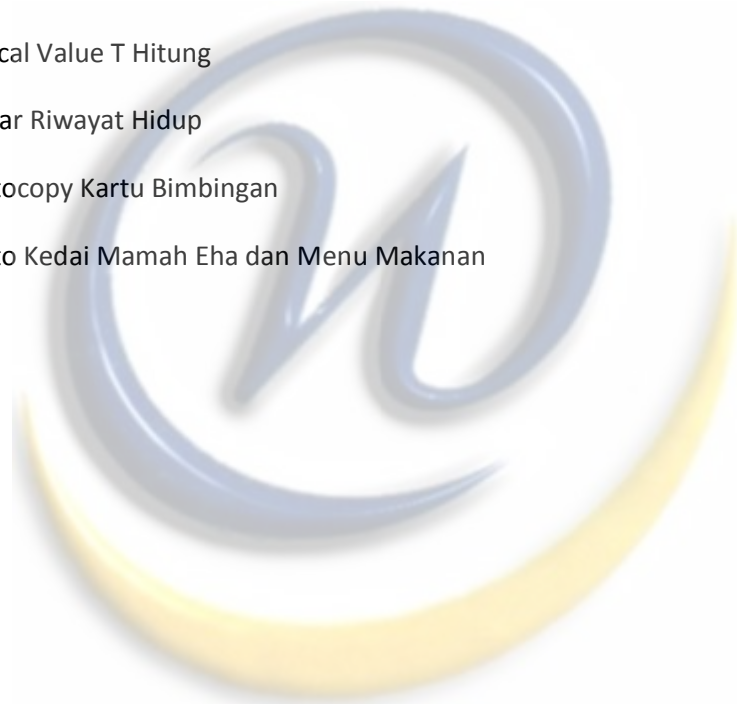 cal Value T Hitung
ar Riwayat Hidup
tocopy Kartu Bimbingan
to Kedai Mamah Eha dan Menu Makanan